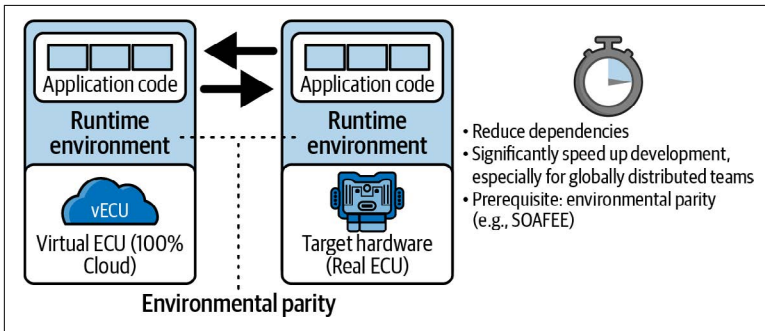 Application code
Runtime
environment
vECU
Virtual ECU (100%
Cloud)
Application code
Runtime
environment
Target hardware
(Real ECU)
Environmental parity
• Reduce dependencies
• Significantly speed up development,
especially for globally distributed teams
• Prerequisite: environmental parity
(e.g., SOAFEE)